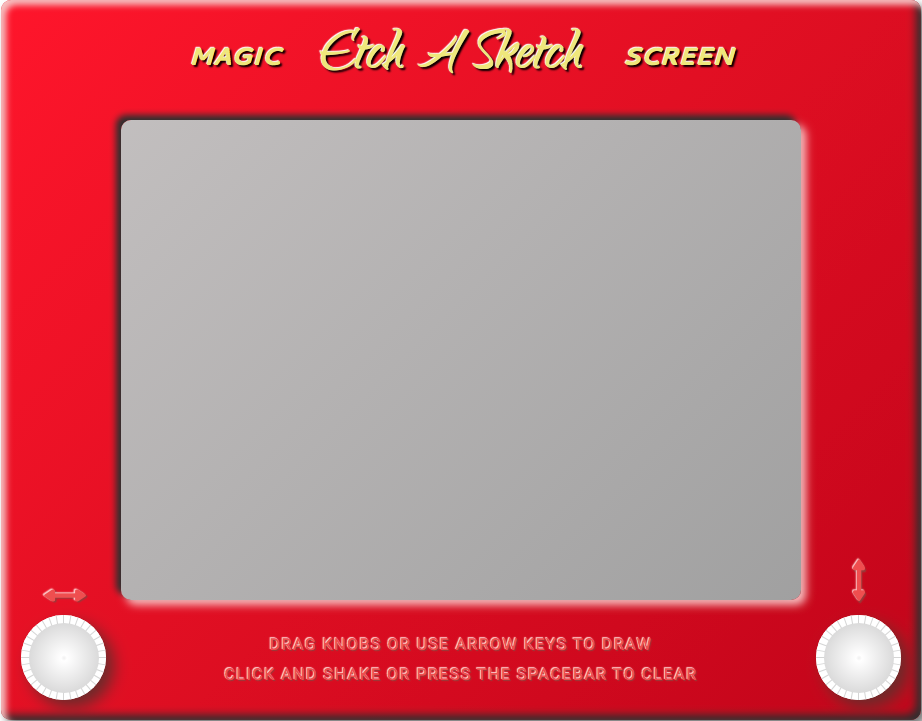 MAGIC Etch A Sketch SCREEN
DRAG KNOBS OR USE ARROW KEYS TO DRAW
CLICK AND SHAKE OR PRESS THE SPACEBAR TO CLEAR